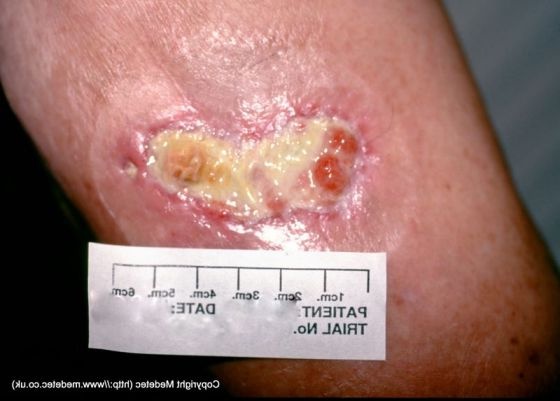 1cm. 2cm. 3cm. 4cm. 5cm. 6cm
PATIENT: DATE:
TRIAL No.
Copyright Medetec (http://www.medetec.co.uk)